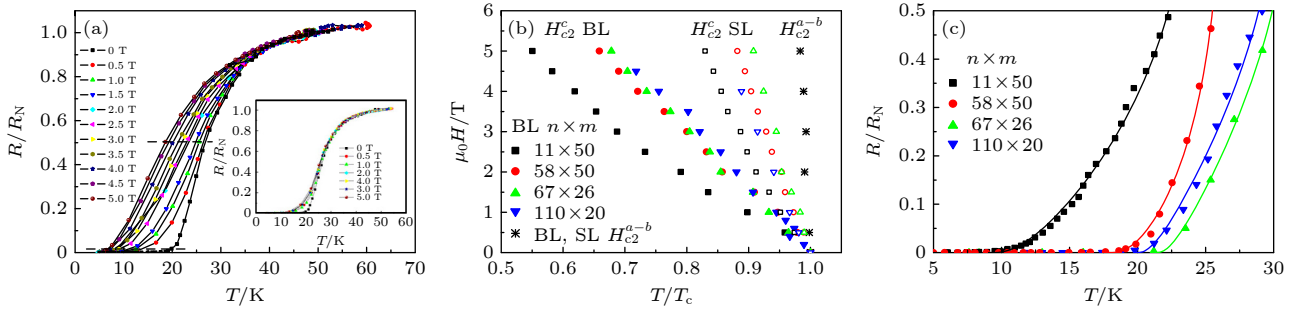 (a)
0 T
0.5 T
1.0 T
1.5 T
2.0 T
2.5 T
3.0 T
3.5 T
4.0 T
4.5 T
5.0 T
R/R_N
1.0
0.8
0.6
0.4
0.2
0
0 10 20 30 40 50 60 70
T/K
R/R_N
1.0
0.8
0.6
0.4
0.2
0
0 T
0.5 T
1.0 T
2.0 T
3.0 T
5.0 T
0 10 20 30 40 50 60
T/K
(b) H^c_c2 BL H^c_c2 SL H^a-b_c2
μ0H/T
6
5
4
3
2
1
0
BL n×m
11×50
58×50
67×26
110×20
BL, SL H^a-b_c2
0.5 0.6 0.7 0.8 0.9 1.0
T/Tc
(c)
n×m
11×50
58×50
67×26
110×20
R/R_N
0.5
0.4
0.3
0.2
0.1
0
5 10 15 20 25 30
T/K